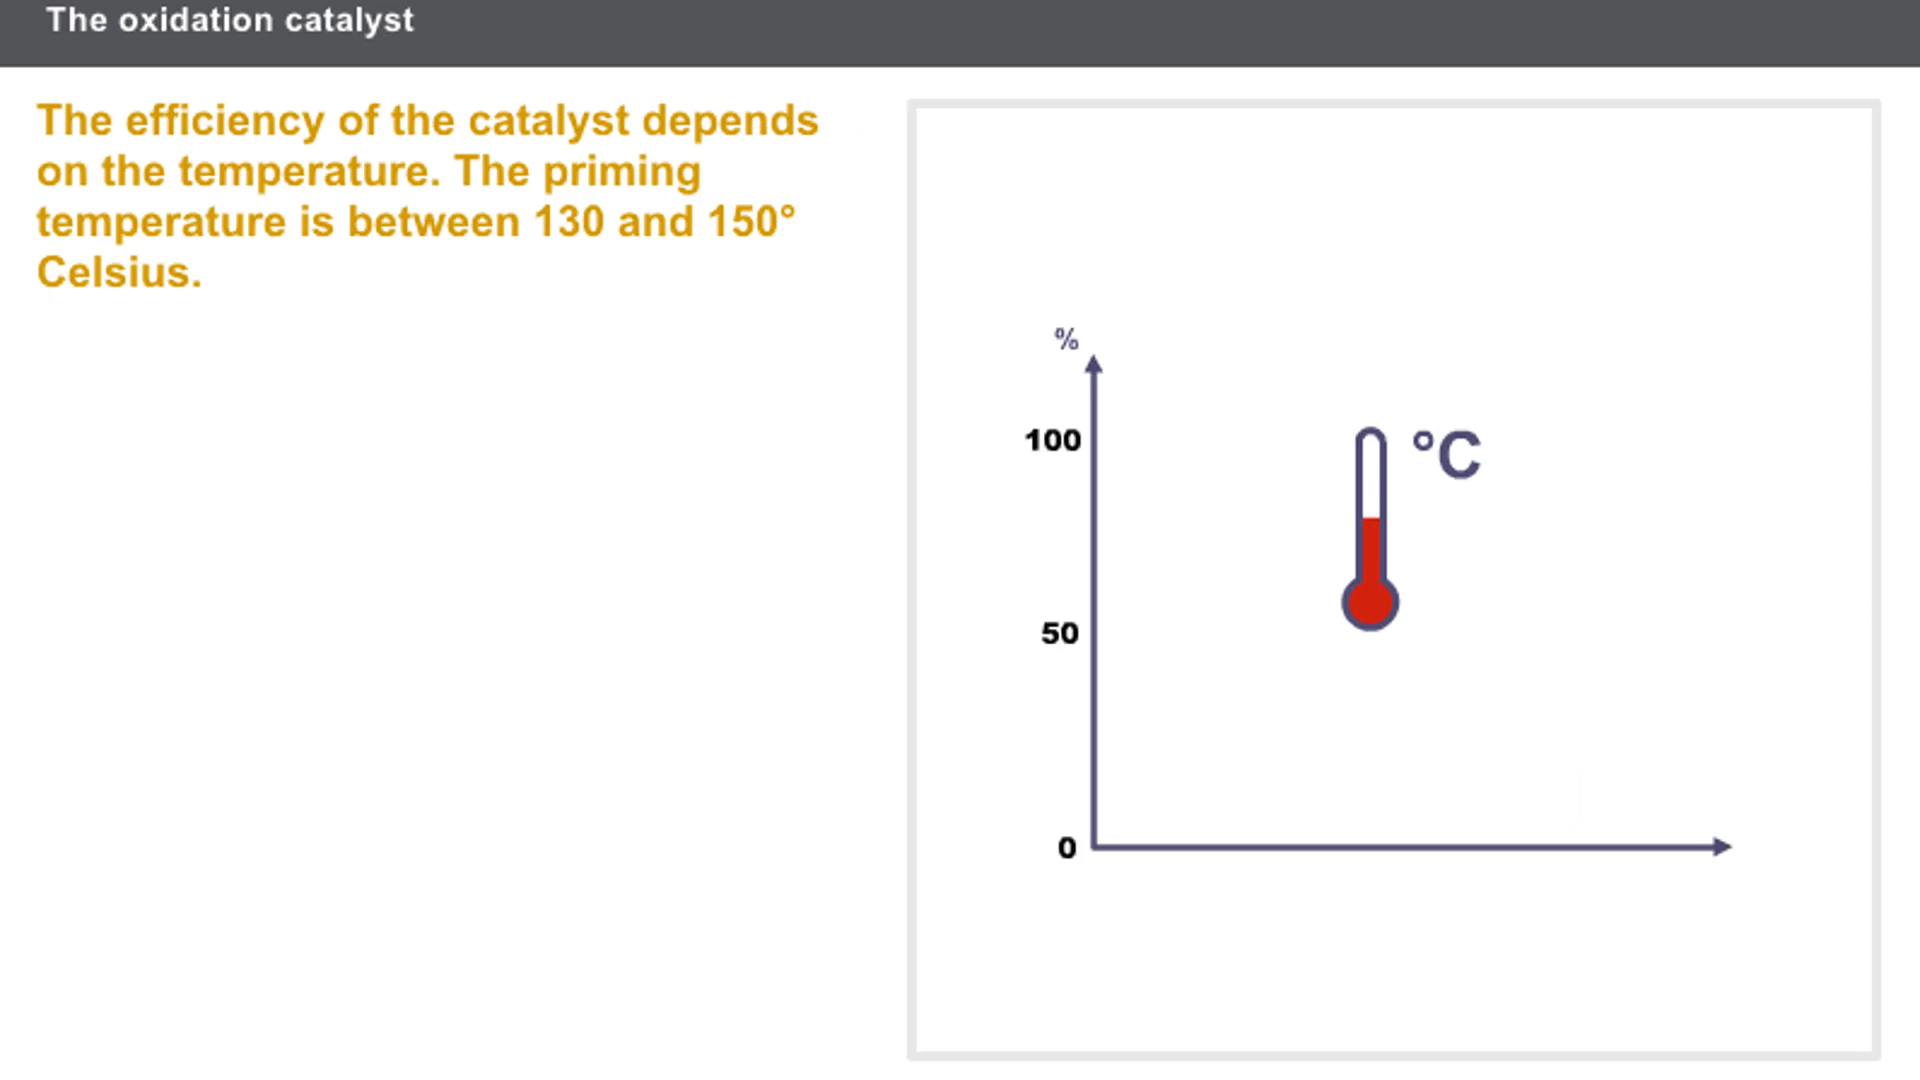 The oxidation catalyst
The efficiency of the catalyst depends
on the temperature. The priming
temperature is between 130 and 150°
Celsius.
%
100
°C
50
0